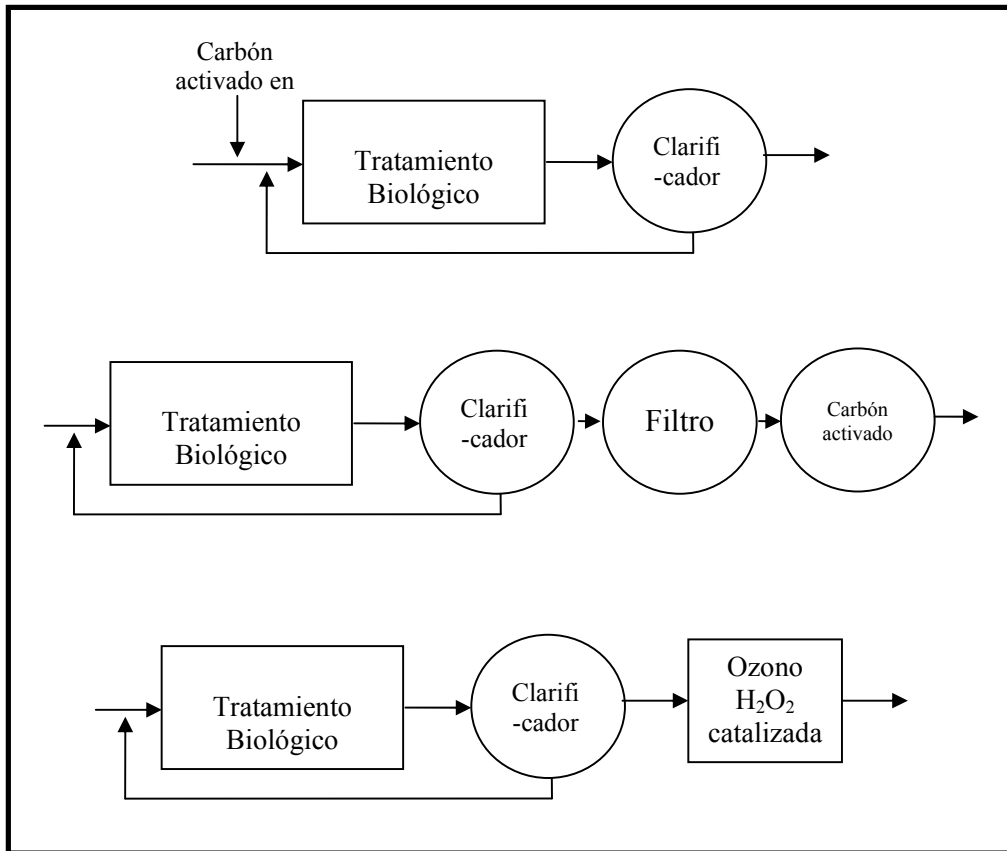 Carbón
activado en
Tratamiento
Biológico
Clarifi
-cador
Tratamiento
Biológico
Clarifi
-cador
Filtro
Carbón
activado
Tratamiento
Biológico
Clarifi
-cador
Ozono
H₂O₂
catalizada